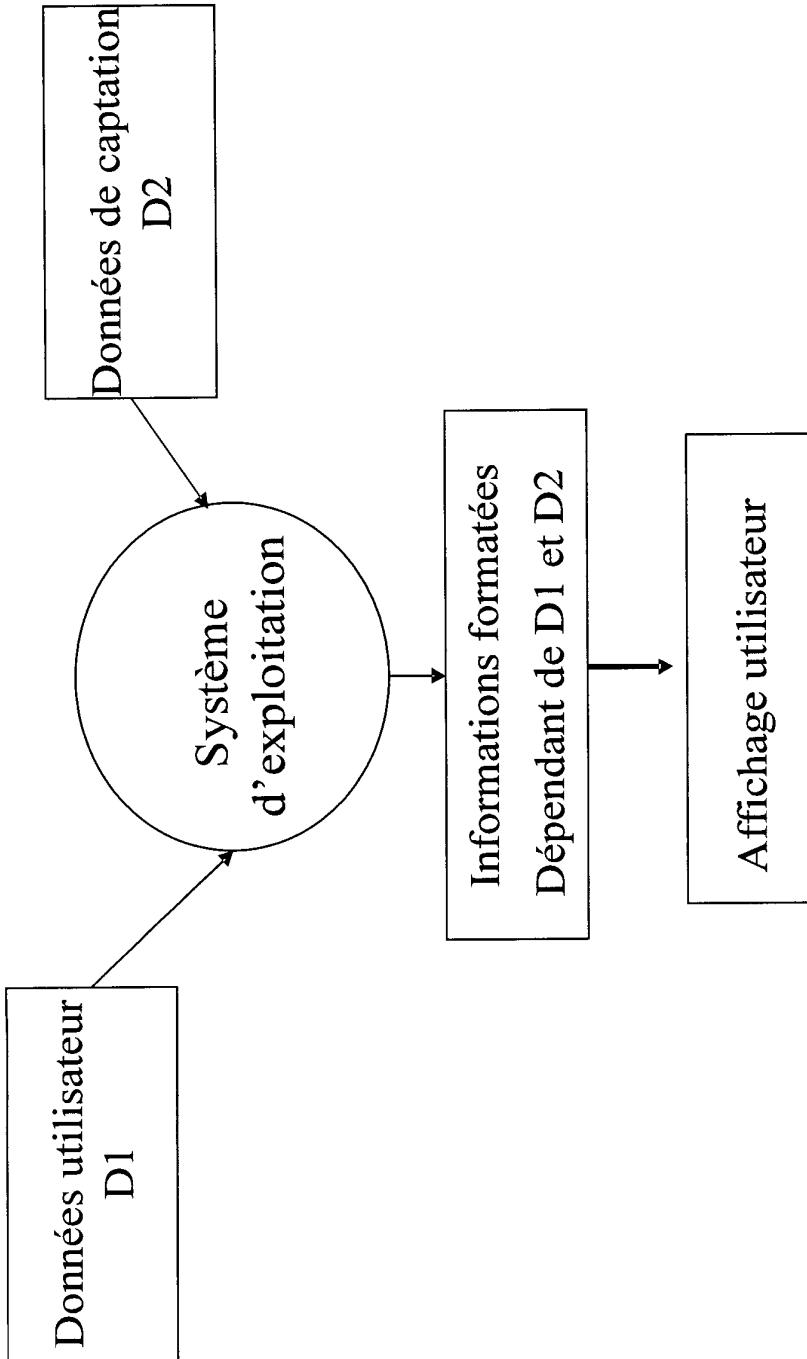 Données utilisateur
D1
Données de captation
D2
Système
d'exploitation
Informations formatées
Dépendant de D1 et D2
Affichage utilisateur